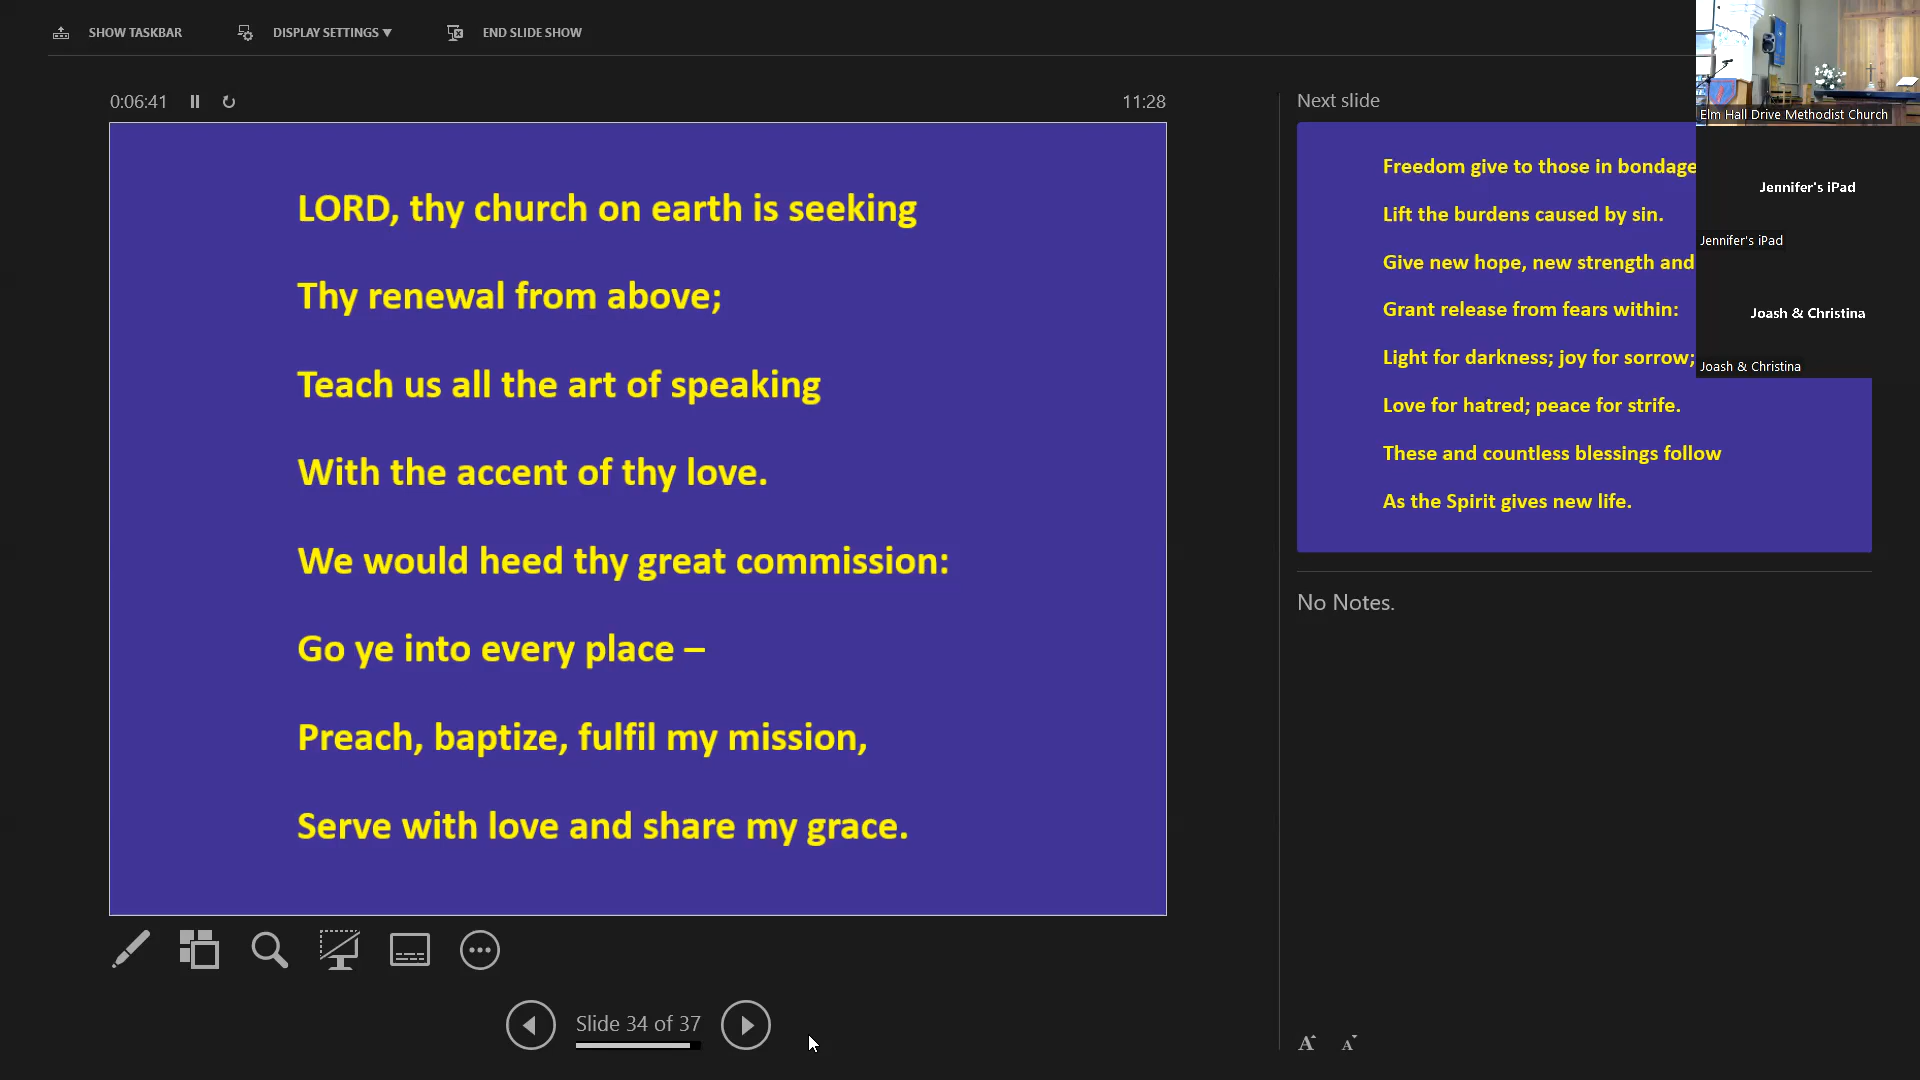 SHOW TASKBAR
DISPLAY SETTINGS ▼
END SLIDE SHOW
0:06:41
11:28
LORD, thy church on earth is seeking
Thy renewal from above;
Teach us all the art of speaking
With the accent of thy love.
We would heed thy great commission:
Go ye into every place –
Preach, baptize, fulfil my mission,
Serve with love and share my grace.
Slide 34 of 37
Next slide
Freedom give to those in bondage
Lift the burdens caused by sin.
Give new hope, new strength and
Grant release from fears within:
Light for darkness; joy for sorrow;
Love for hatred; peace for strife.
These and countless blessings follow
As the Spirit gives new life.
No Notes.
A A
Elm Hall Drive Methodist Church
Jennifer's iPad
Jennifer's iPad
Joash & Christina
Joash & Christina